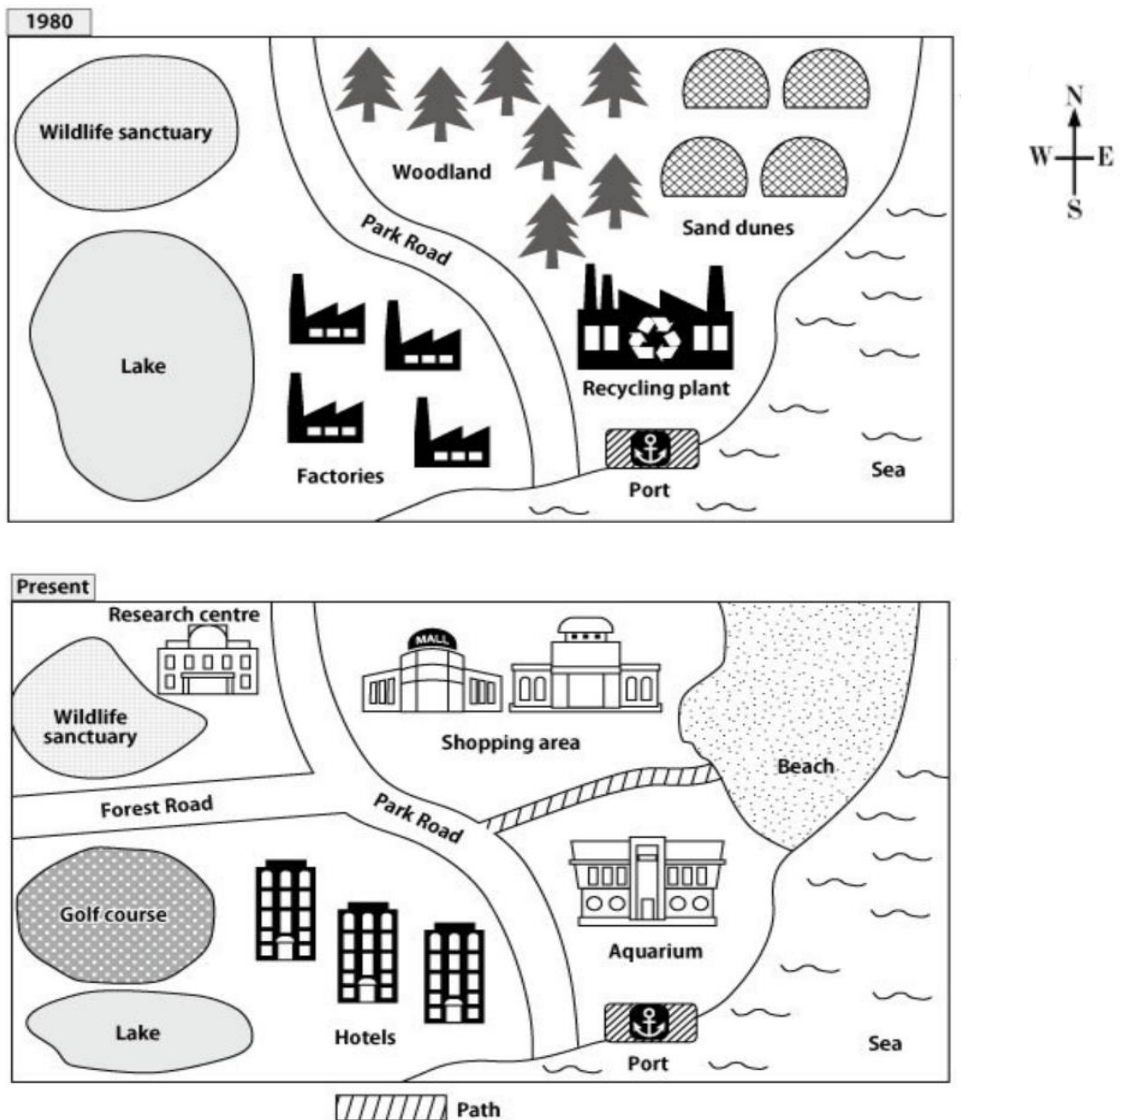 1980
N
W E
S
Wildlife sanctuary
Woodland
Park Road
Sand dunes
Lake
Recycling plant
Factories
Port
Sea
Present
Research centre
MALL
Wildlife
sanctuary
Shopping area
Beach
Forest Road
Park Road
Golf course
Aquarium
Lake
Hotels
Port
Sea
Path